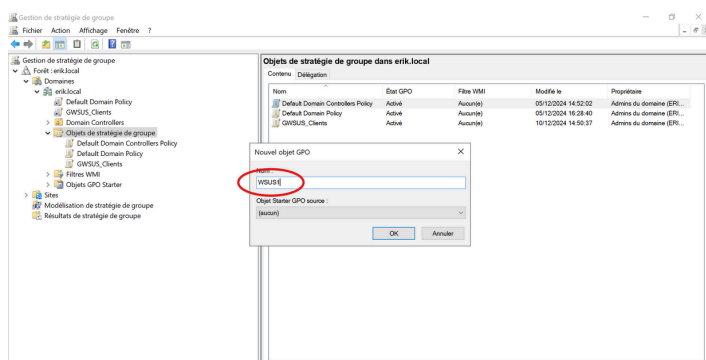 Gestion de stratégie de groupe
Fichier Action Affichage Fenêtre ?
Gestion de stratégie de groupe
Forêt : erik.local
Domaines
erik.local
Default Domain Policy
GWSUS_Clients
Domain Controllers
Objets de stratégie de groupe
Default Domain Controllers Policy
Default Domain Policy
GWSUS_Clients
Filtres WMI
Objets GPO Starter
Sites
Modélisation de stratégie de groupe
Résultats de stratégie de groupe
Objets de stratégie de groupe dans erik.local
Contenu Délégation
Nom État GPO Filtre WMI Modifié le Propriétaire
Default Domain Controllers Policy Activé Aucun(e) 05/12/2024 14:52:02 Admins du domaine (ERI...
Default Domain Policy Activé Aucun(e) 05/12/2024 16:28:40 Admins du domaine (ERI...
GWSUS_Clients Activé Aucun(e) 10/12/2024 14:50:37 Admins du domaine (ERI...
Nouvel objet GPO
Nom :
WSUS1
Objet Starter GPO source :
(aucun)
OK Annuler